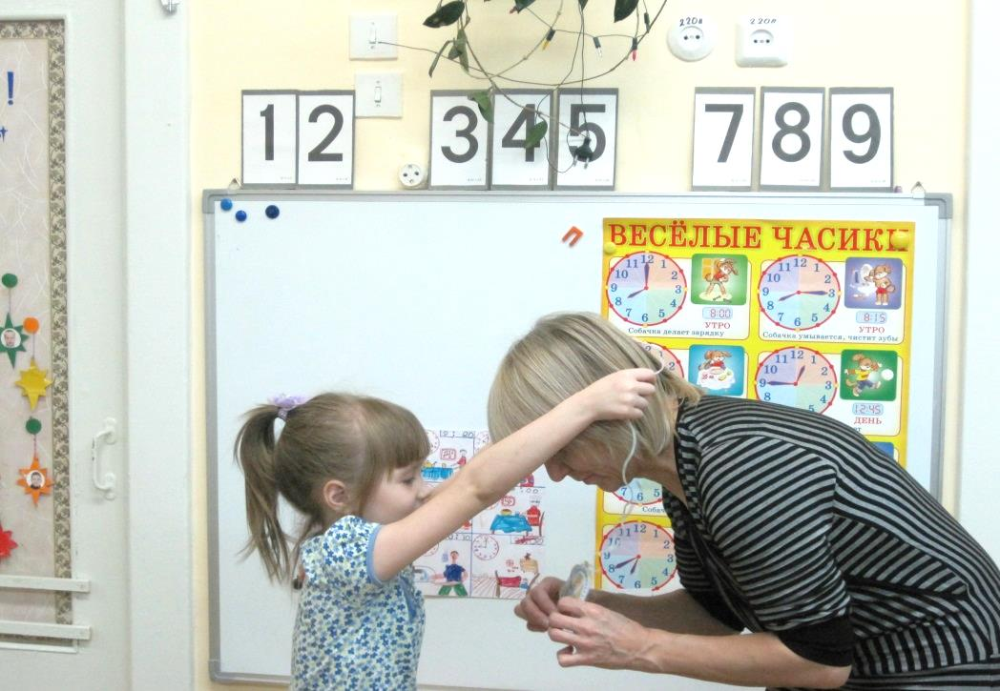 220в 220в
!
1 2 3 4 5 7 8 9
П
ВЕСЁЛЫЕ ЧАСИКИ
8:00
УТРО
Собачка делает зарядку
8:15
УТРО
Собачка умывается, чистит зубы
12:45
ДЕНЬ